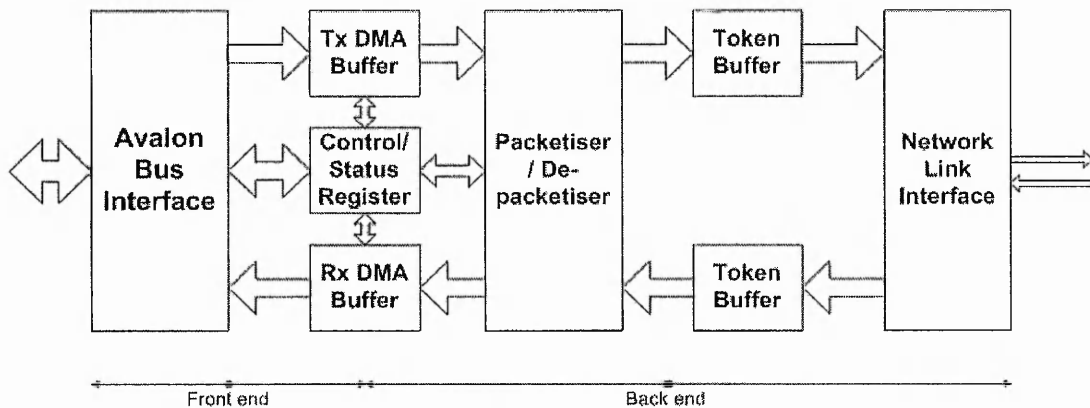 Avalon
Bus
Interface
Tx DMA
Buffer
Control/
Status
Register
Rx DMA
Buffer
Packetiser
/ De-
packetiser
Token
Buffer
Token
Buffer
Network
Link
Interface
Front end
Back end